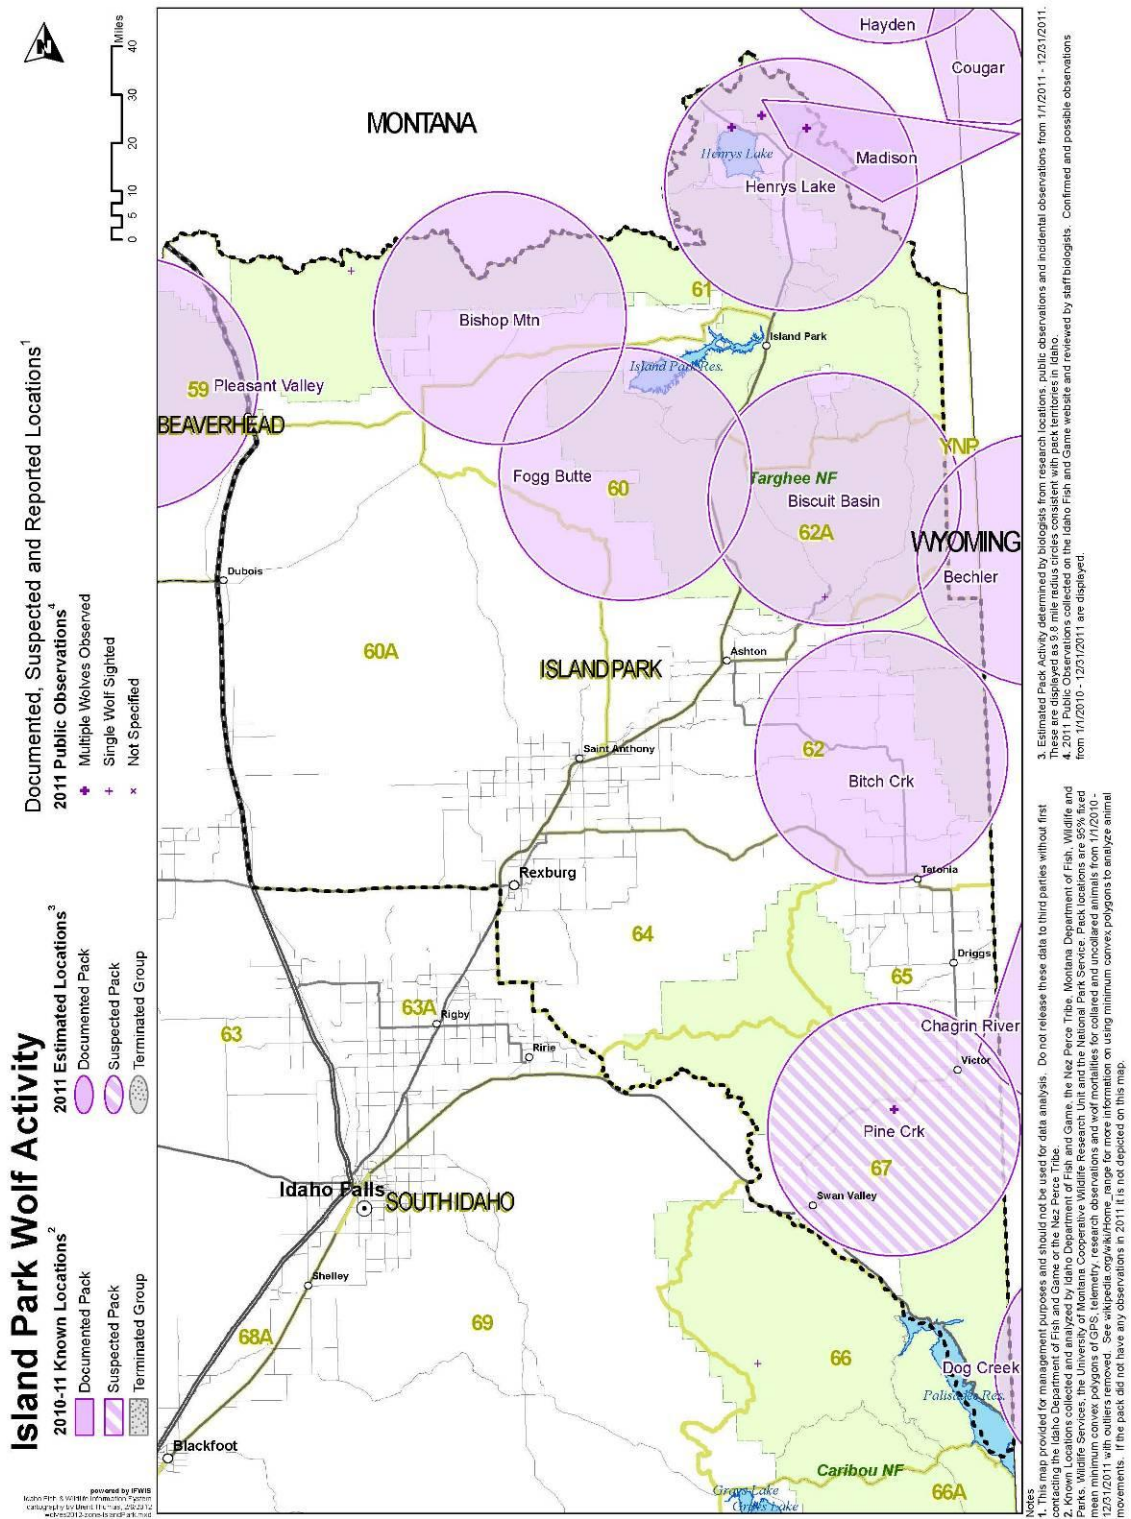 Island Park Wolf Activity
Documented, Suspected and Reported Locations1
2010-11 Known Locations2
Documented Pack
Suspected Pack
Terminated Group
2011 Estimated Locations3
Documented Pack
Suspected Pack
Terminated Group
2011 Public Observations4
Multiple Wolves Observed
Single Wolf Sighted
Not Specified
0 5 10 20 30 40
Miles
N
powered by IFWIS
Idaho Fish & Wildlife Information System
MONTANA
Hayden
Cougar
Madison
Henrys Lake
Henrys Lake
61
Bishop Mtn
Island Park
Island Park Res.
59
Pleasant Valley
BEAVERHEAD
Fogg Butte
60
Targhee NF
Biscuit Basin
62A
YNP
WYOMING
Bechler
Dubois
60A
ISLAND PARK
Ashton
Saint Anthony
62
Bitch Crk
Rexburg
Tetonia
64
Driggs
65
63
63A
Rigby
Ririe
Chagrin River
Victor
Pine Crk
67
Idaho Falls
SOUTH IDAHO
Swan Valley
Shelley
68A
69
66
Dog Creek
Palisades Res.
Blackfoot
Caribou NF
Grays Lake
Grays Lake
66A
Notes
1. This map provided for management purposes and should not be used for data analysis. Do not release these data to third parties without first
contacting the Idaho Department of Fish and Game or the Nez Perce Tribe.
2. Known Locations collected and analyzed by Idaho Department of Fish and Game, the Nez Perce Tribe, Montana Department of Fish, Wildlife and
Parks, Wildlife Services, the University of Montana Cooperative Wildlife Research Unit and the National Park Service. Pack locations are 95% fixed
mean minimum convex polygons of GPS, telemetry, research observations and wolf mortalities for collared and uncollared animals from 1/1/2010 -
12/31/2011 with outliers removed. See wikipedia.org/wiki/Home_range for more information on using minimum convex polygons to analyze animal
movements. If the pack did not have any observations in 2011 it is not depicted on this map.
3. Estimated Pack Activity determined by biologists from research locations, public observations and incidental observations from 1/1/2011 - 12/31/2011.
These are displayed as 9.8 mile radius circles consistent with pack territories in Idaho.
4. 2011 Public Observations collected on the Idaho Fish and Game website and reviewed by staff biologists. Confirmed and possible observations
from 1/1/2010 - 12/31/2011 are displayed.